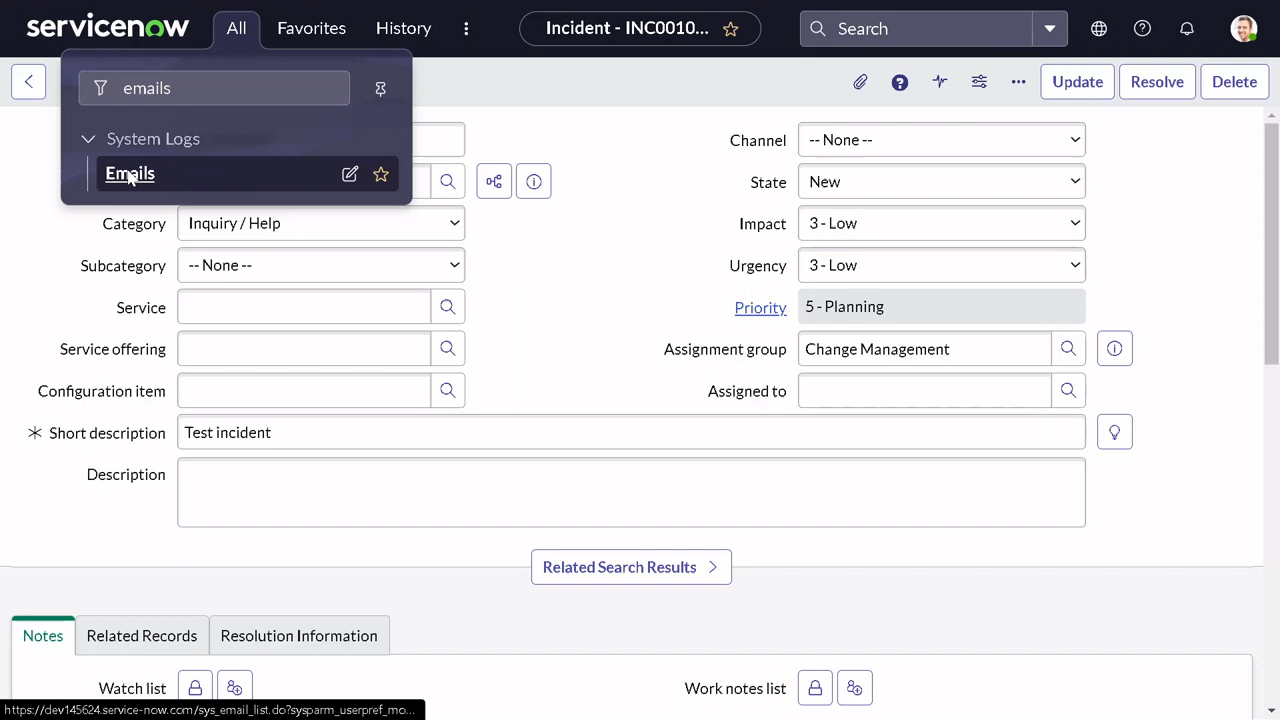 servicenow
All
Favorites
History
Incident - INC0010...
Search
emails
Update
Resolve
Delete
System Logs
Emails
Channel
-- None --
State
New
Category
Inquiry / Help
Impact
3 - Low
Subcategory
-- None --
Urgency
3 - Low
Service
Priority
5 - Planning
Service offering
Assignment group
Change Management
Configuration item
Assigned to
Short description
Test incident
Description
Related Search Results
Notes
Related Records
Resolution Information
Watch list
Work notes list
https://dev145624.service-now.com/sys_email_list.do?sysparm_userpref_mo...